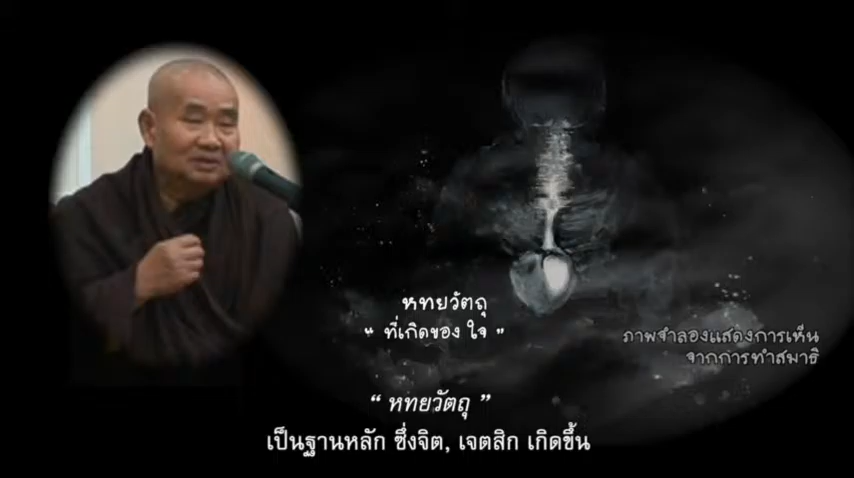 หทยวัตถุ
“ ที่เกิดของ ใจ ”
ภาพจำลองแสดงการเห็น
จากการทำสมาธิ
“ หทยวัตถุ ”
เป็นฐานหลัก ซึ่งจิต, เจตสิก เกิดขึ้น